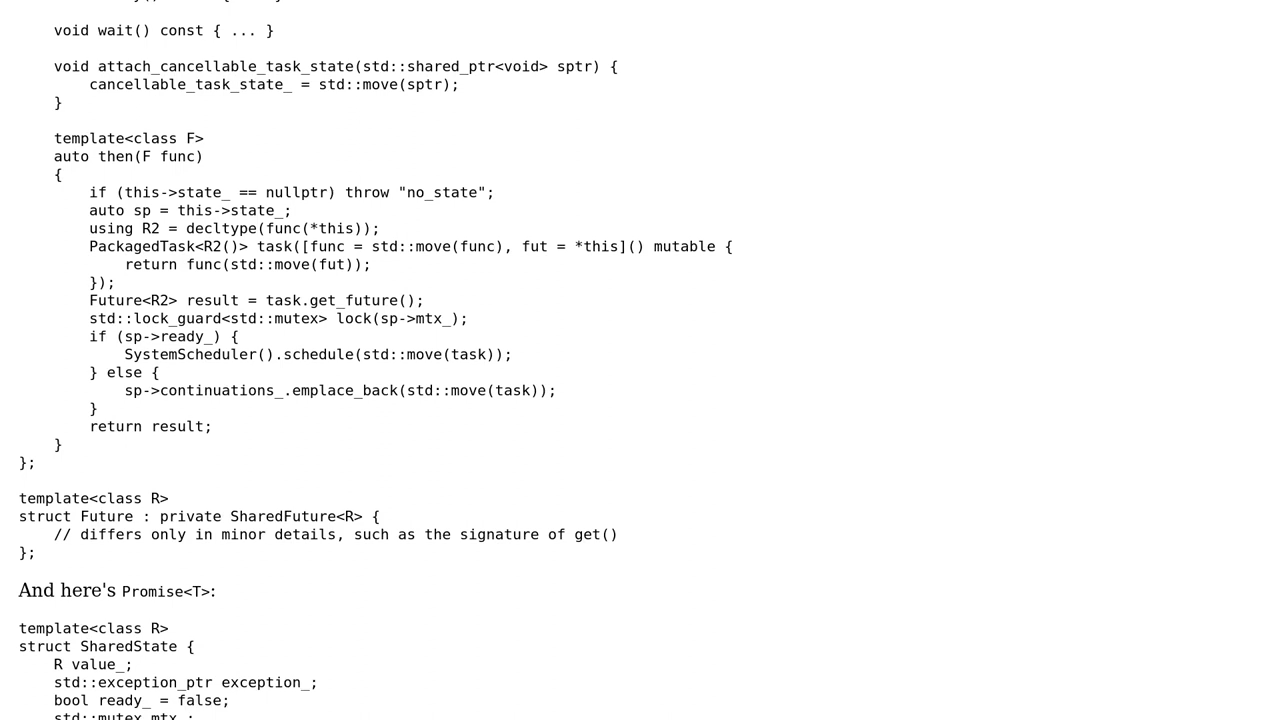 void wait() const { ... }
void attach_cancellable_task_state(std::shared_ptr<void> sptr) {
cancellable_task_state_ = std::move(sptr);
}
template<class F>
auto then(F func)
{
if (this->state_ == nullptr) throw "no_state";
auto sp = this->state_;
using R2 = decltype(func(*this));
PackagedTask<R2()> task([func = std::move(func), fut = *this]() mutable {
return func(std::move(fut));
});
Future<R2> result = task.get_future();
std::lock_guard<std::mutex> lock(sp->mtx_);
if (sp->ready_) {
SystemScheduler().schedule(std::move(task));
} else {
sp->continuations_.emplace_back(std::move(task));
}
return result;
}
};
template<class R>
struct Future : private SharedFuture<R> {
// differs only in minor details, such as the signature of get()
};
And here's Promise<T>:
template<class R>
struct SharedState {
R value_;
std::exception_ptr exception_;
bool ready_ = false;
std::mutex mtx_;